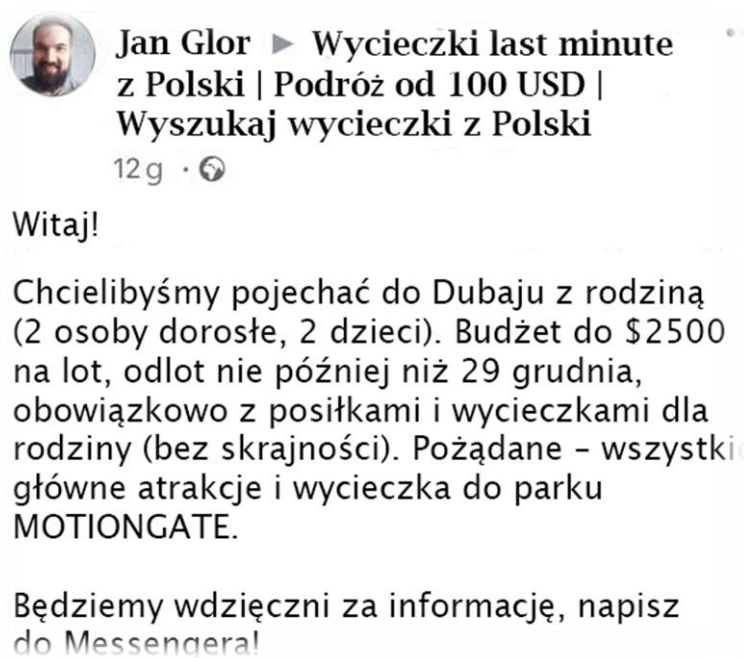 Jan Glor ▶ Wycieczki last minute
z Polski | Podróż od 100 USD |
Wyszukaj wycieczki z Polski
12 g ·
Witaj!
Chcielibyśmy pojechać do Dubaju z rodziną
(2 osoby dorosłe, 2 dzieci). Budżet do $2500
na lot, odlot nie później niż 29 grudnia,
obowiązkowo z posiłkami i wycieczkami dla
rodziny (bez skrajności). Pożądane – wszystkie
główne atrakcje i wycieczka do parku
MOTIONGATE.
Będziemy wdzięczni za informację, napisz
do Messengera!